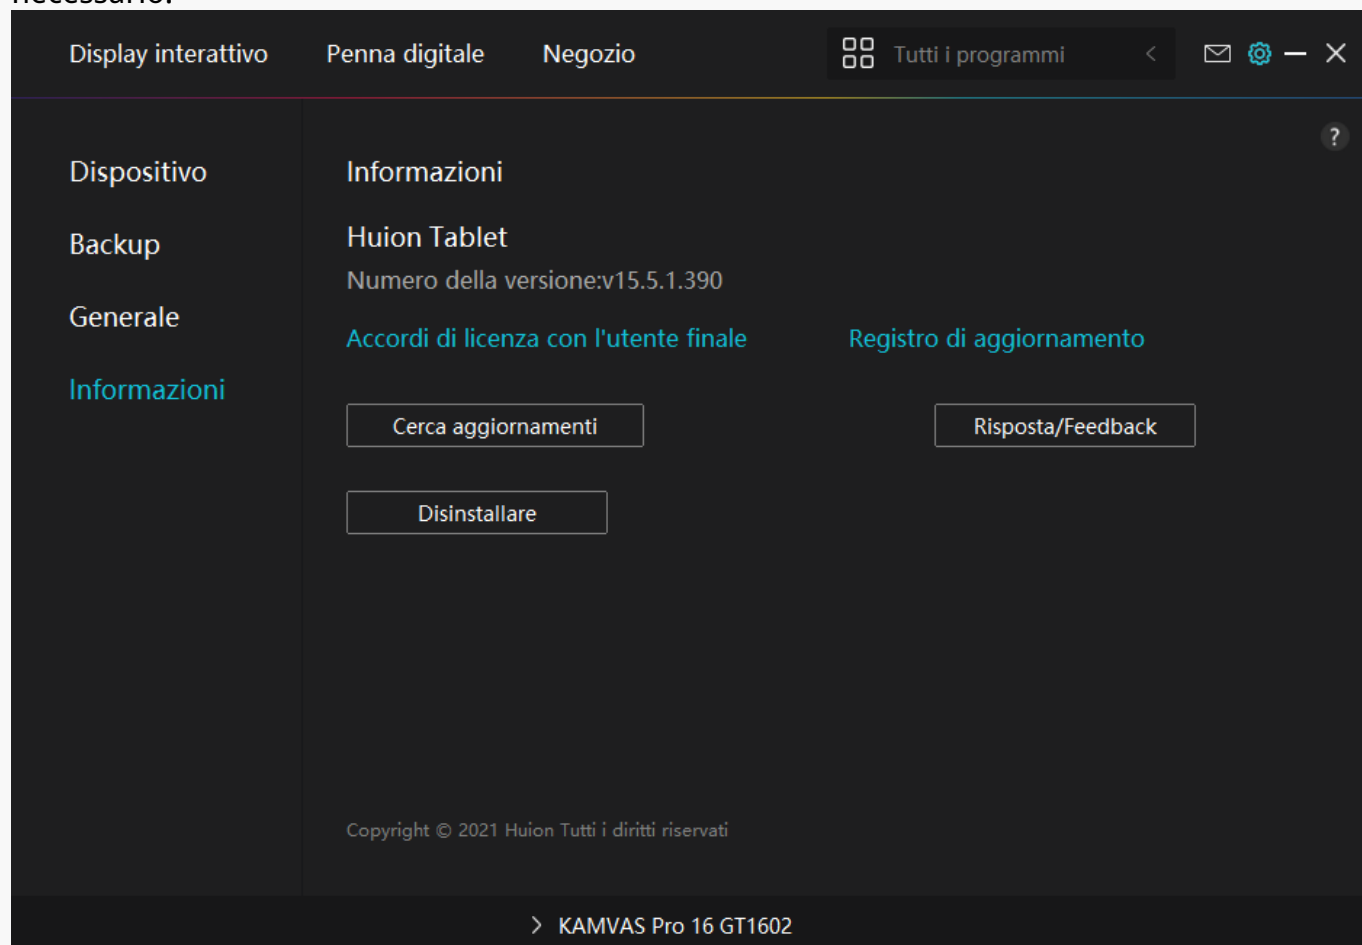 necessario.
Display interattivo Penna digitale Negozio Tutti i programmi
?
Dispositivo
Backup
Generale
Informazioni
Informazioni
Huion Tablet
Numero della versione:v15.5.1.390
Accordi di licenza con l'utente finale Registro di aggiornamento
Cerca aggiornamenti Risposta/Feedback
Disinstallare
Copyright © 2021 Huion Tutti i diritti riservati
KAMVAS Pro 16 GT1602